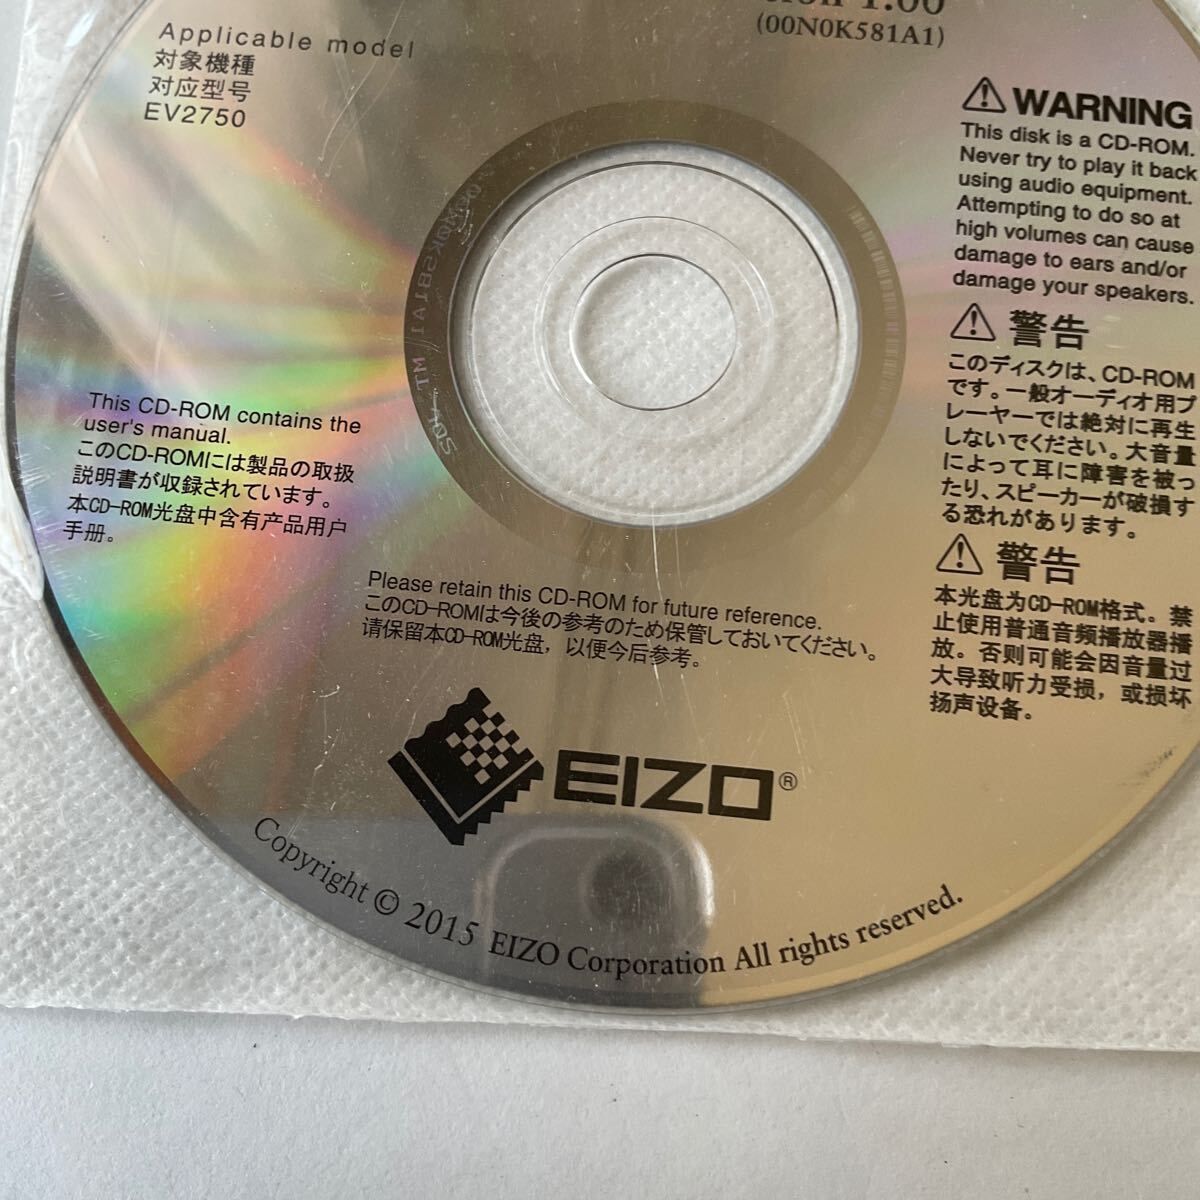 1.00
(00N0K581A1)
Applicable model
対象機種
对应型号
EV2750
WARNING
This disk is a CD-ROM.
Never try to play it back
using audio equipment.
Attempting to do so at
high volumes can cause
damage to ears and/or
damage your speakers.
警告
このディスクは、CD-ROM
です。一般オーディオ用プ
レーヤーでは絶対に再生
しないでください。大音量
によって耳に障害を被っ
たり、スピーカーが破損す
る恐れがあります。
警告
本光盘为CD-ROM格式。禁
止使用普通音频播放器播
放。否则可能会因音量过
大导致听力受损，或损坏
扬声设备。
This CD-ROM contains the
user's manual.
このCD-ROMには製品の取扱
説明書が収録されています。
本CD-ROM光盘中含有产品用户
手册。
Please retain this CD-ROM for future reference.
このCD-ROMは今後の参考のため保管しておいてください。
请保留本CD-ROM光盘，以便今后参考。
EIZO®
Copyright © 2015 EIZO Corporation All rights reserved.